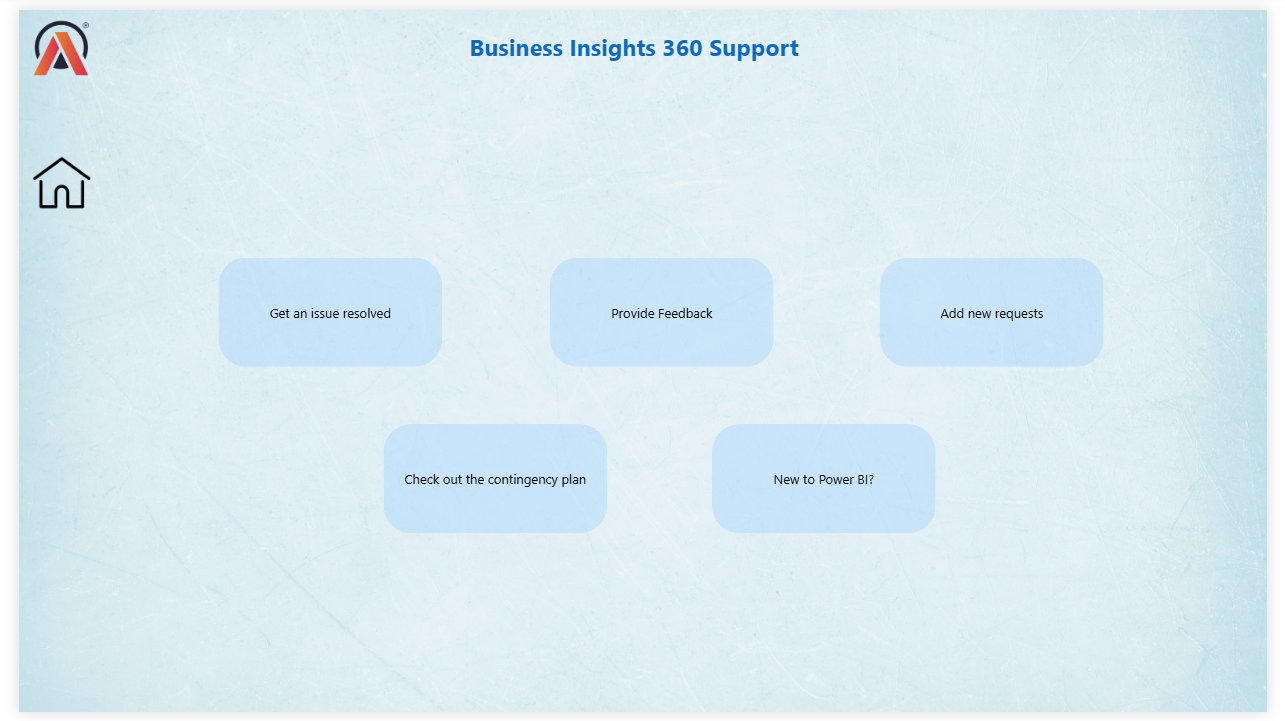 Business Insights 360 Support
Get an issue resolved
Provide Feedback
Add new requests
Check out the contingency plan
New to Power BI?